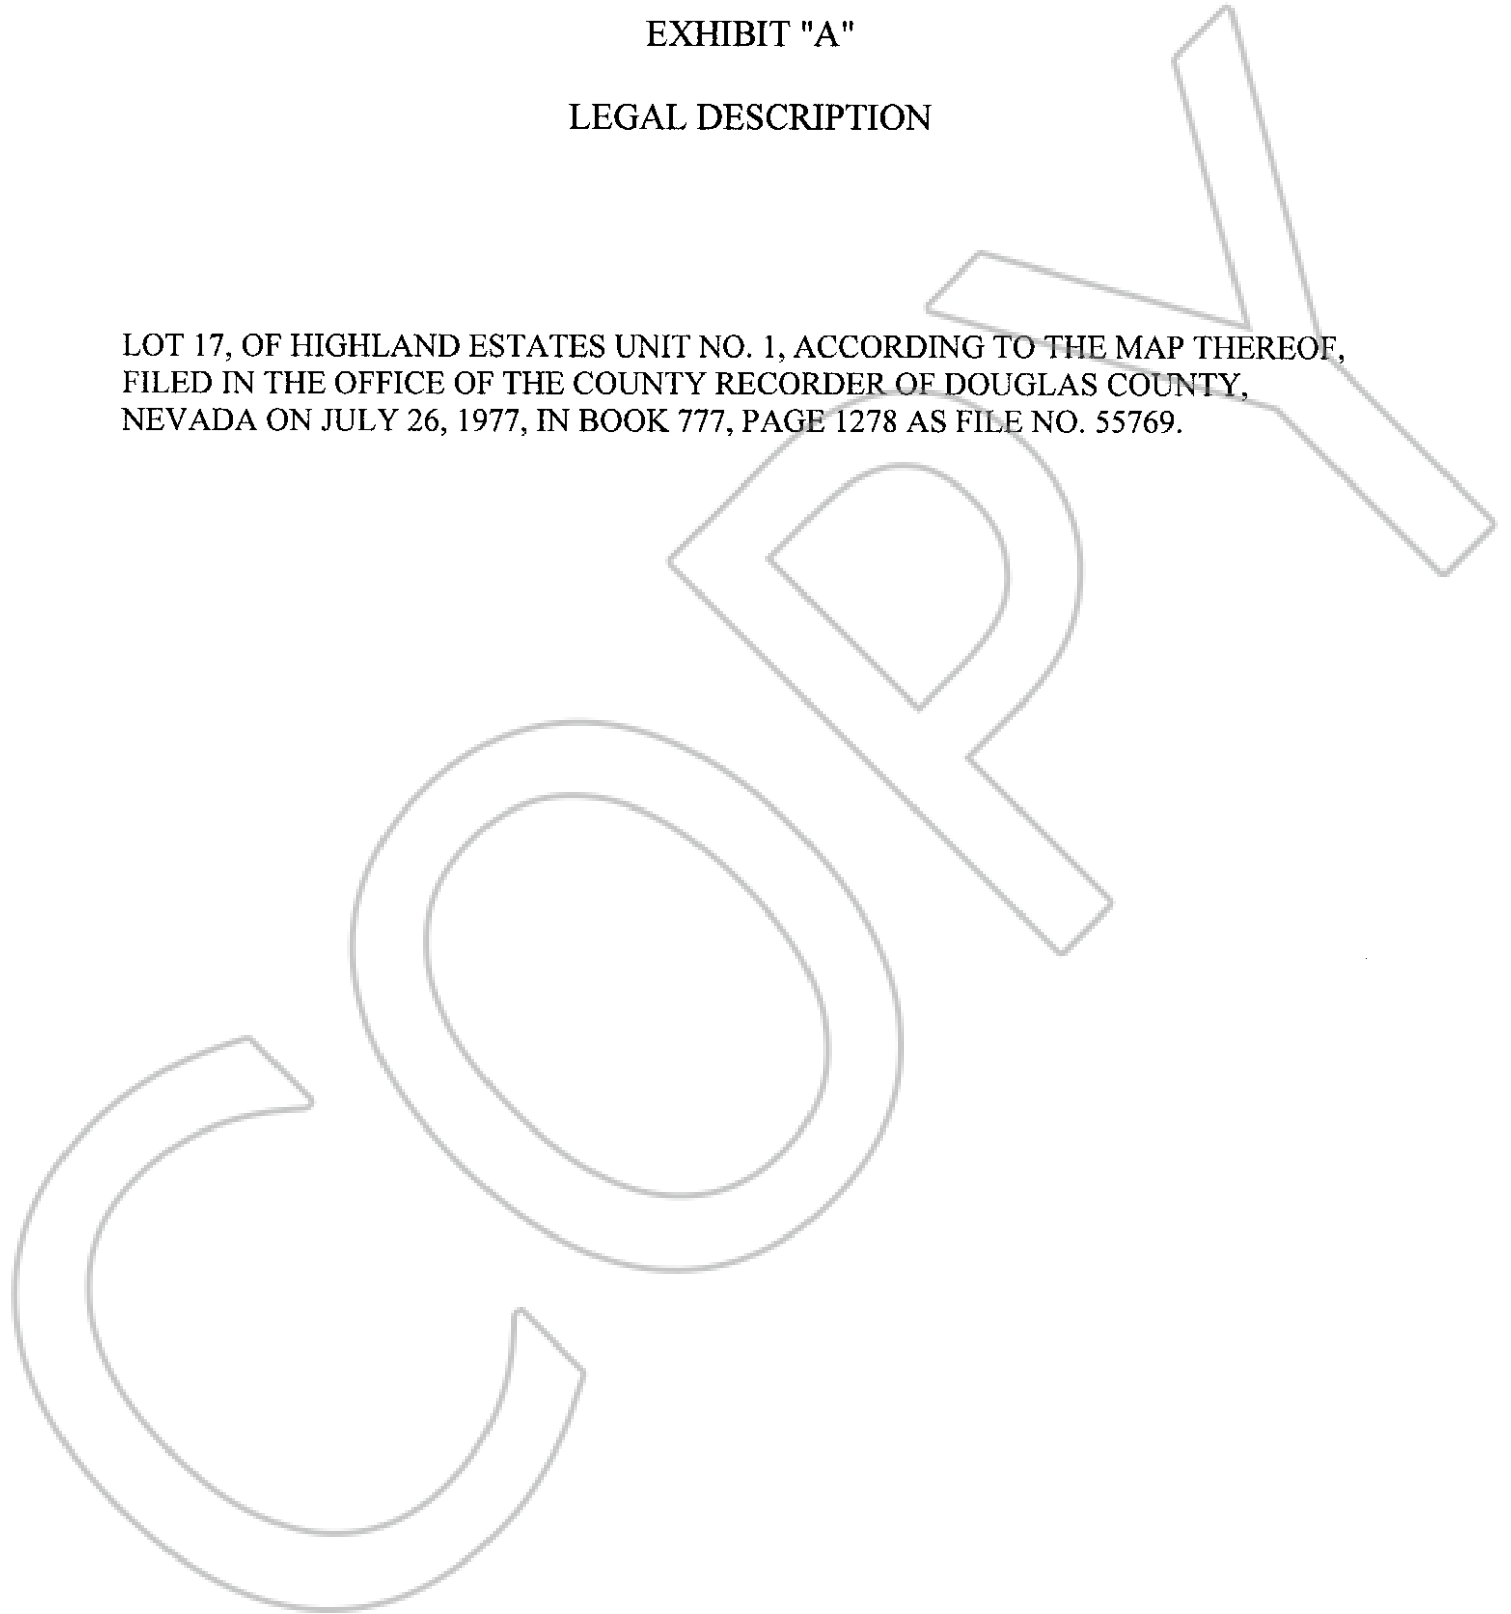 EXHIBIT "A"
LEGAL DESCRIPTION
LOT 17, OF HIGHLAND ESTATES UNIT NO. 1, ACCORDING TO THE MAP THEREOF,
FILED IN THE OFFICE OF THE COUNTY RECORDER OF DOUGLAS COUNTY,
NEVADA ON JULY 26, 1977, IN BOOK 777, PAGE 1278 AS FILE NO. 55769.
COPY